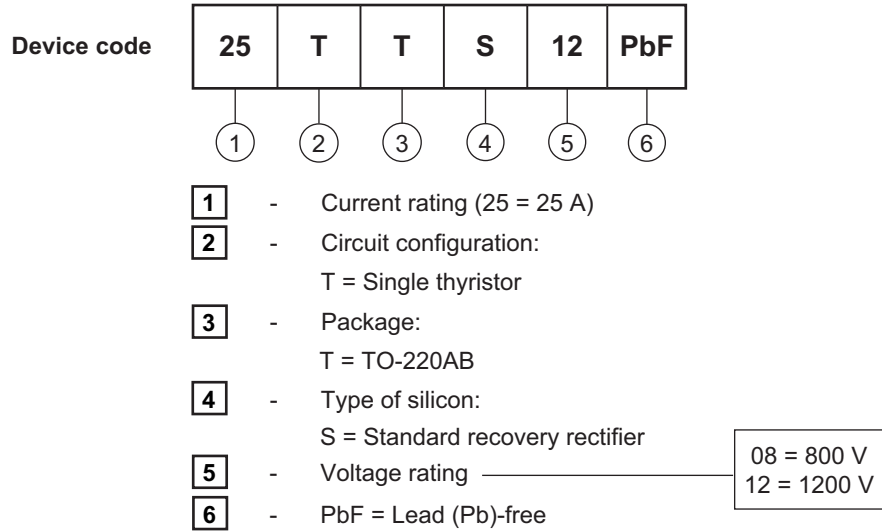 Device code 25 T T S 12 PbF
1 2 3 4 5 6
1 - Current rating (25 = 25 A)
2 - Circuit configuration:
T = Single thyristor
3 - Package:
T = TO-220AB
4 - Type of silicon:
S = Standard recovery rectifier
5 - Voltage rating
08 = 800 V
12 = 1200 V
6 - PbF = Lead (Pb)-free